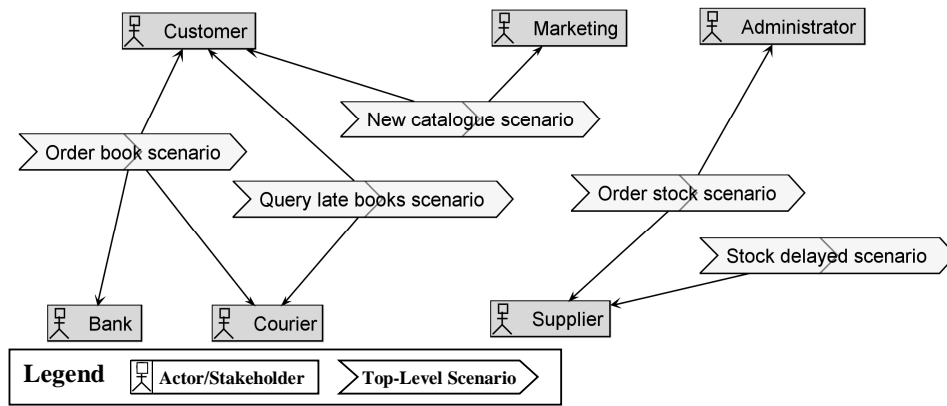 Customer
Marketing
Administrator
New catalogue scenario
Order book scenario
Query late books scenario
Order stock scenario
Stock delayed scenario
Bank
Courier
Supplier
Legend
Actor/Stakeholder
Top-Level Scenario